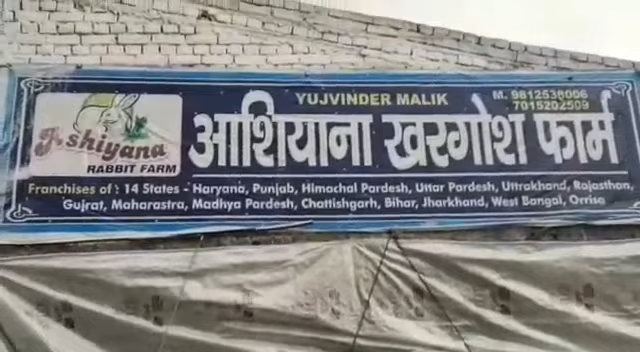 YUJVINDER MALIK
M. 9812538006
7015202509
Ashiyana
RABBIT FARM
आशियाना खरगोश फार्म
Franchises of : 14 States - Haryana, Punjab, Himochal Pardesh, Uttar Pardesh, Uttrakhand, Rajasthan,
Gujrat, Maharastra, Madhya Pardesh, Chattishgarh, Bihar, Jharkhand, West Bangal, Orrisa